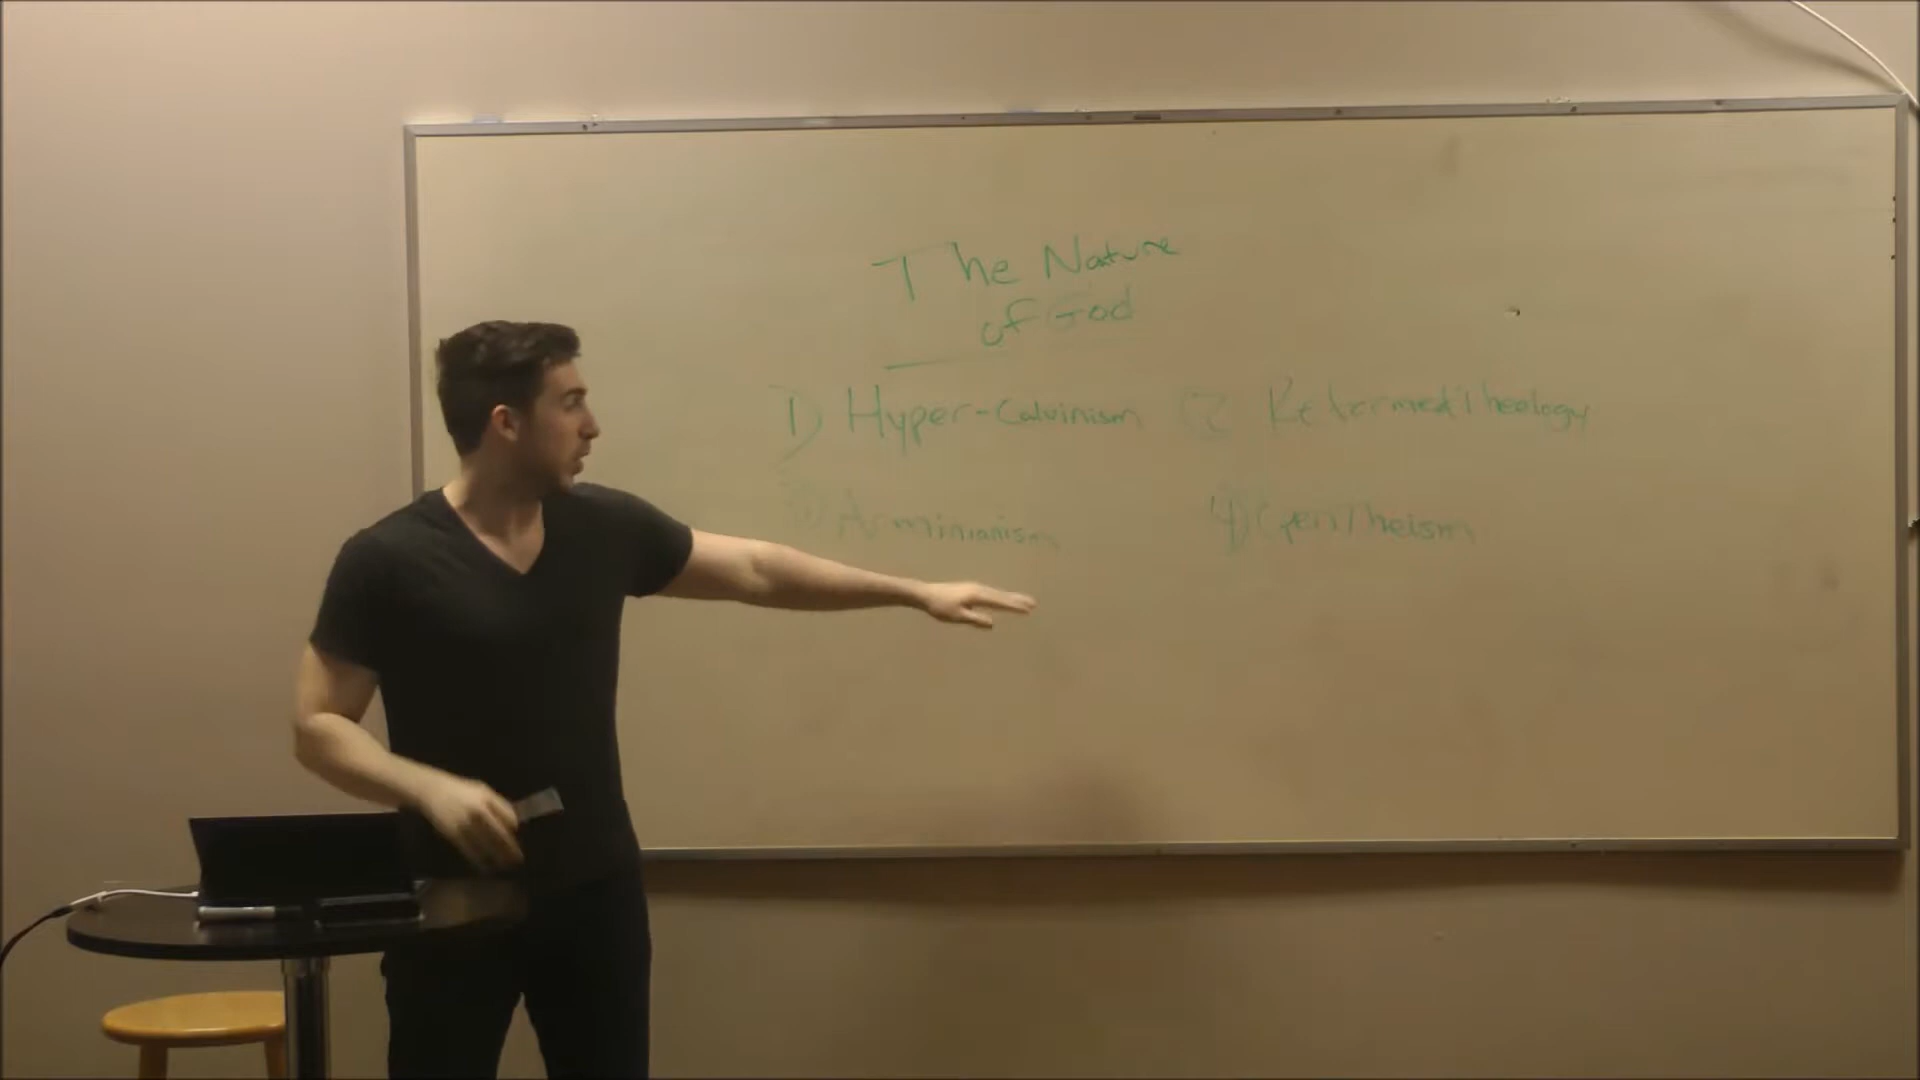 The Nature
of God
1) Hyper-Calvinism 2 Reformed Theology
3) Arminianism 4) Open Theism